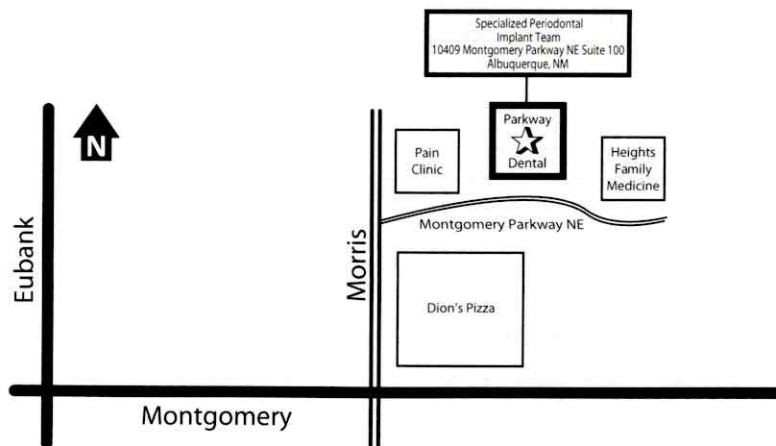 Specialized Periodontal
Implant Team
10409 Montgomery Parkway NE Suite 100
Albuquerque, NM
N
Parkway
Dental
Pain
Clinic
Heights
Family
Medicine
Montgomery Parkway NE
Eubank
Morris
Dion's Pizza
Montgomery